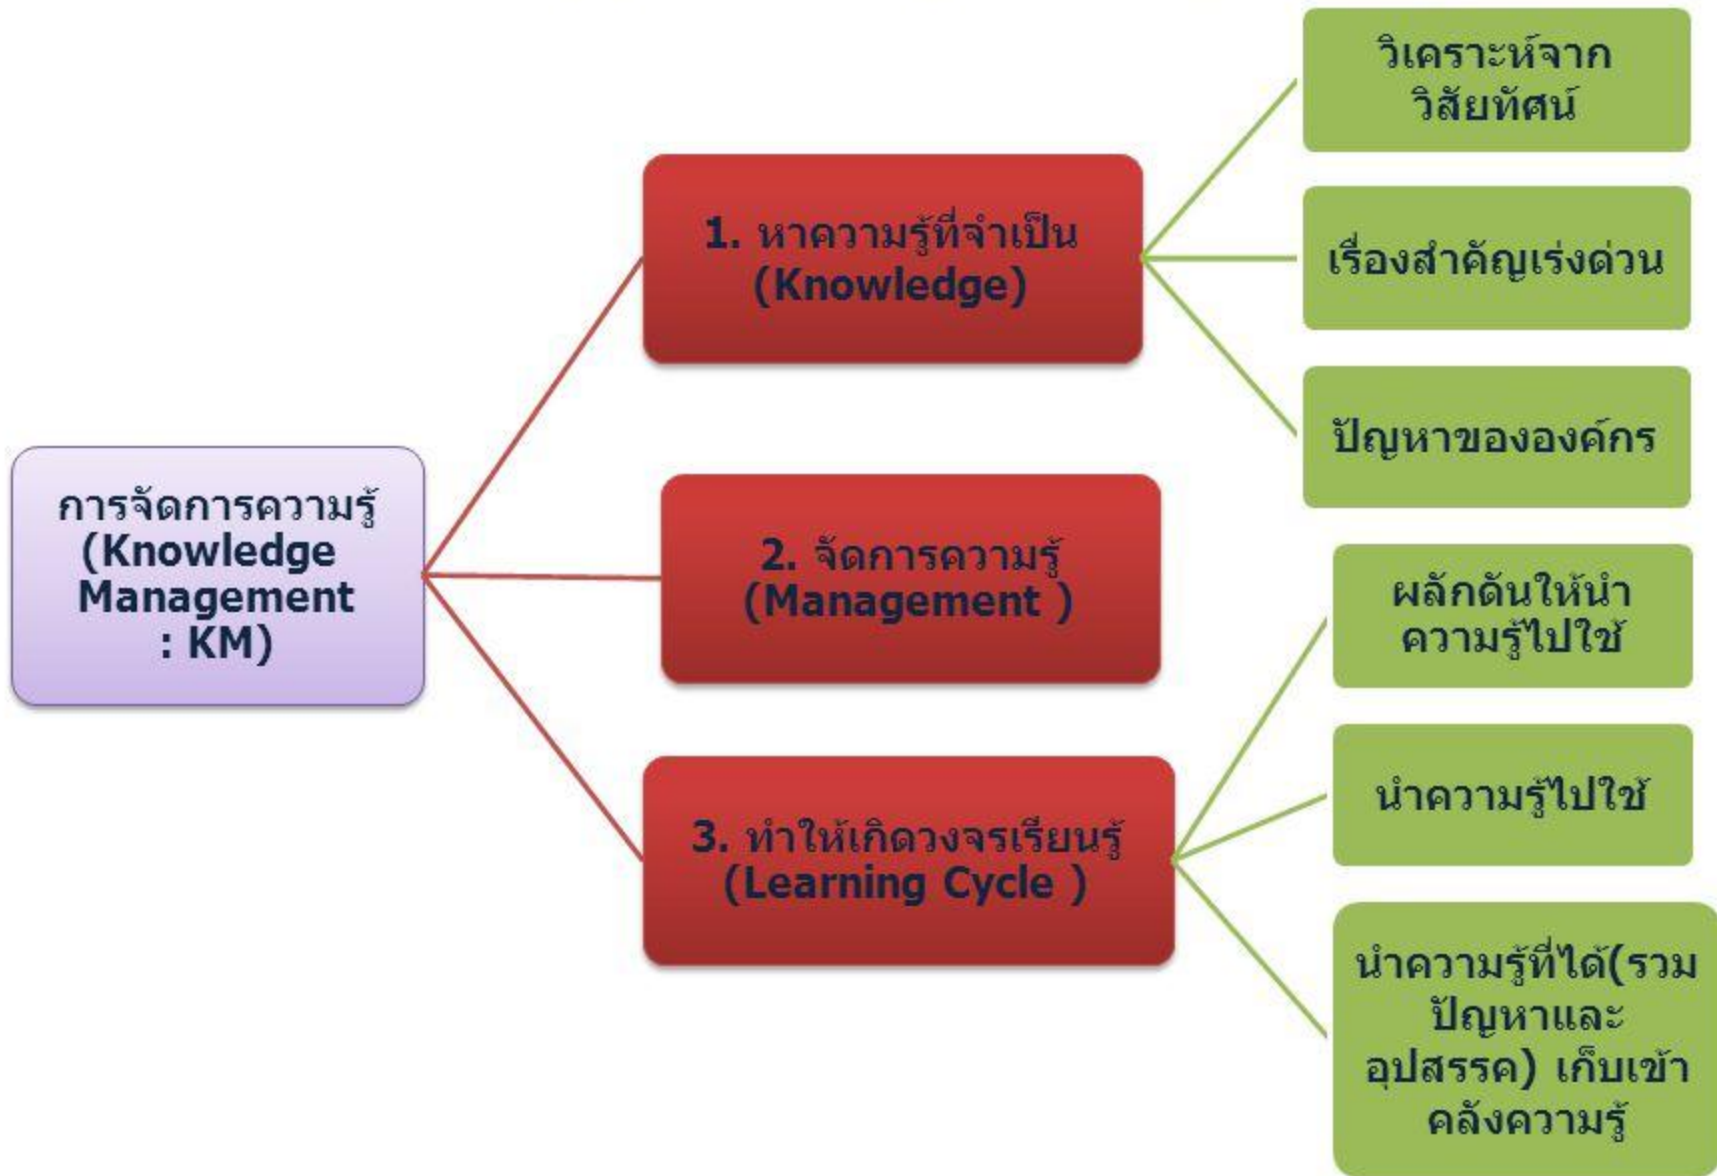 การจัดการความรู้
(Knowledge
Management
: KM)
1. หาความรู้ที่จำเป็น
(Knowledge)
วิเคราะห์จาก
วิสัยทัศน์
เรื่องสำคัญเร่งด่วน
ปัญหาขององค์กร
2. จัดการความรู้
(Management )
3. ทำให้เกิดวงจรเรียนรู้
(Learning Cycle )
ผลักดันให้นำ
ความรู้ไปใช้
นำความรู้ไปใช้
นำความรู้ที่ได้(รวม
ปัญหาและ
อุปสรรค) เก็บเข้า
คลังความรู้